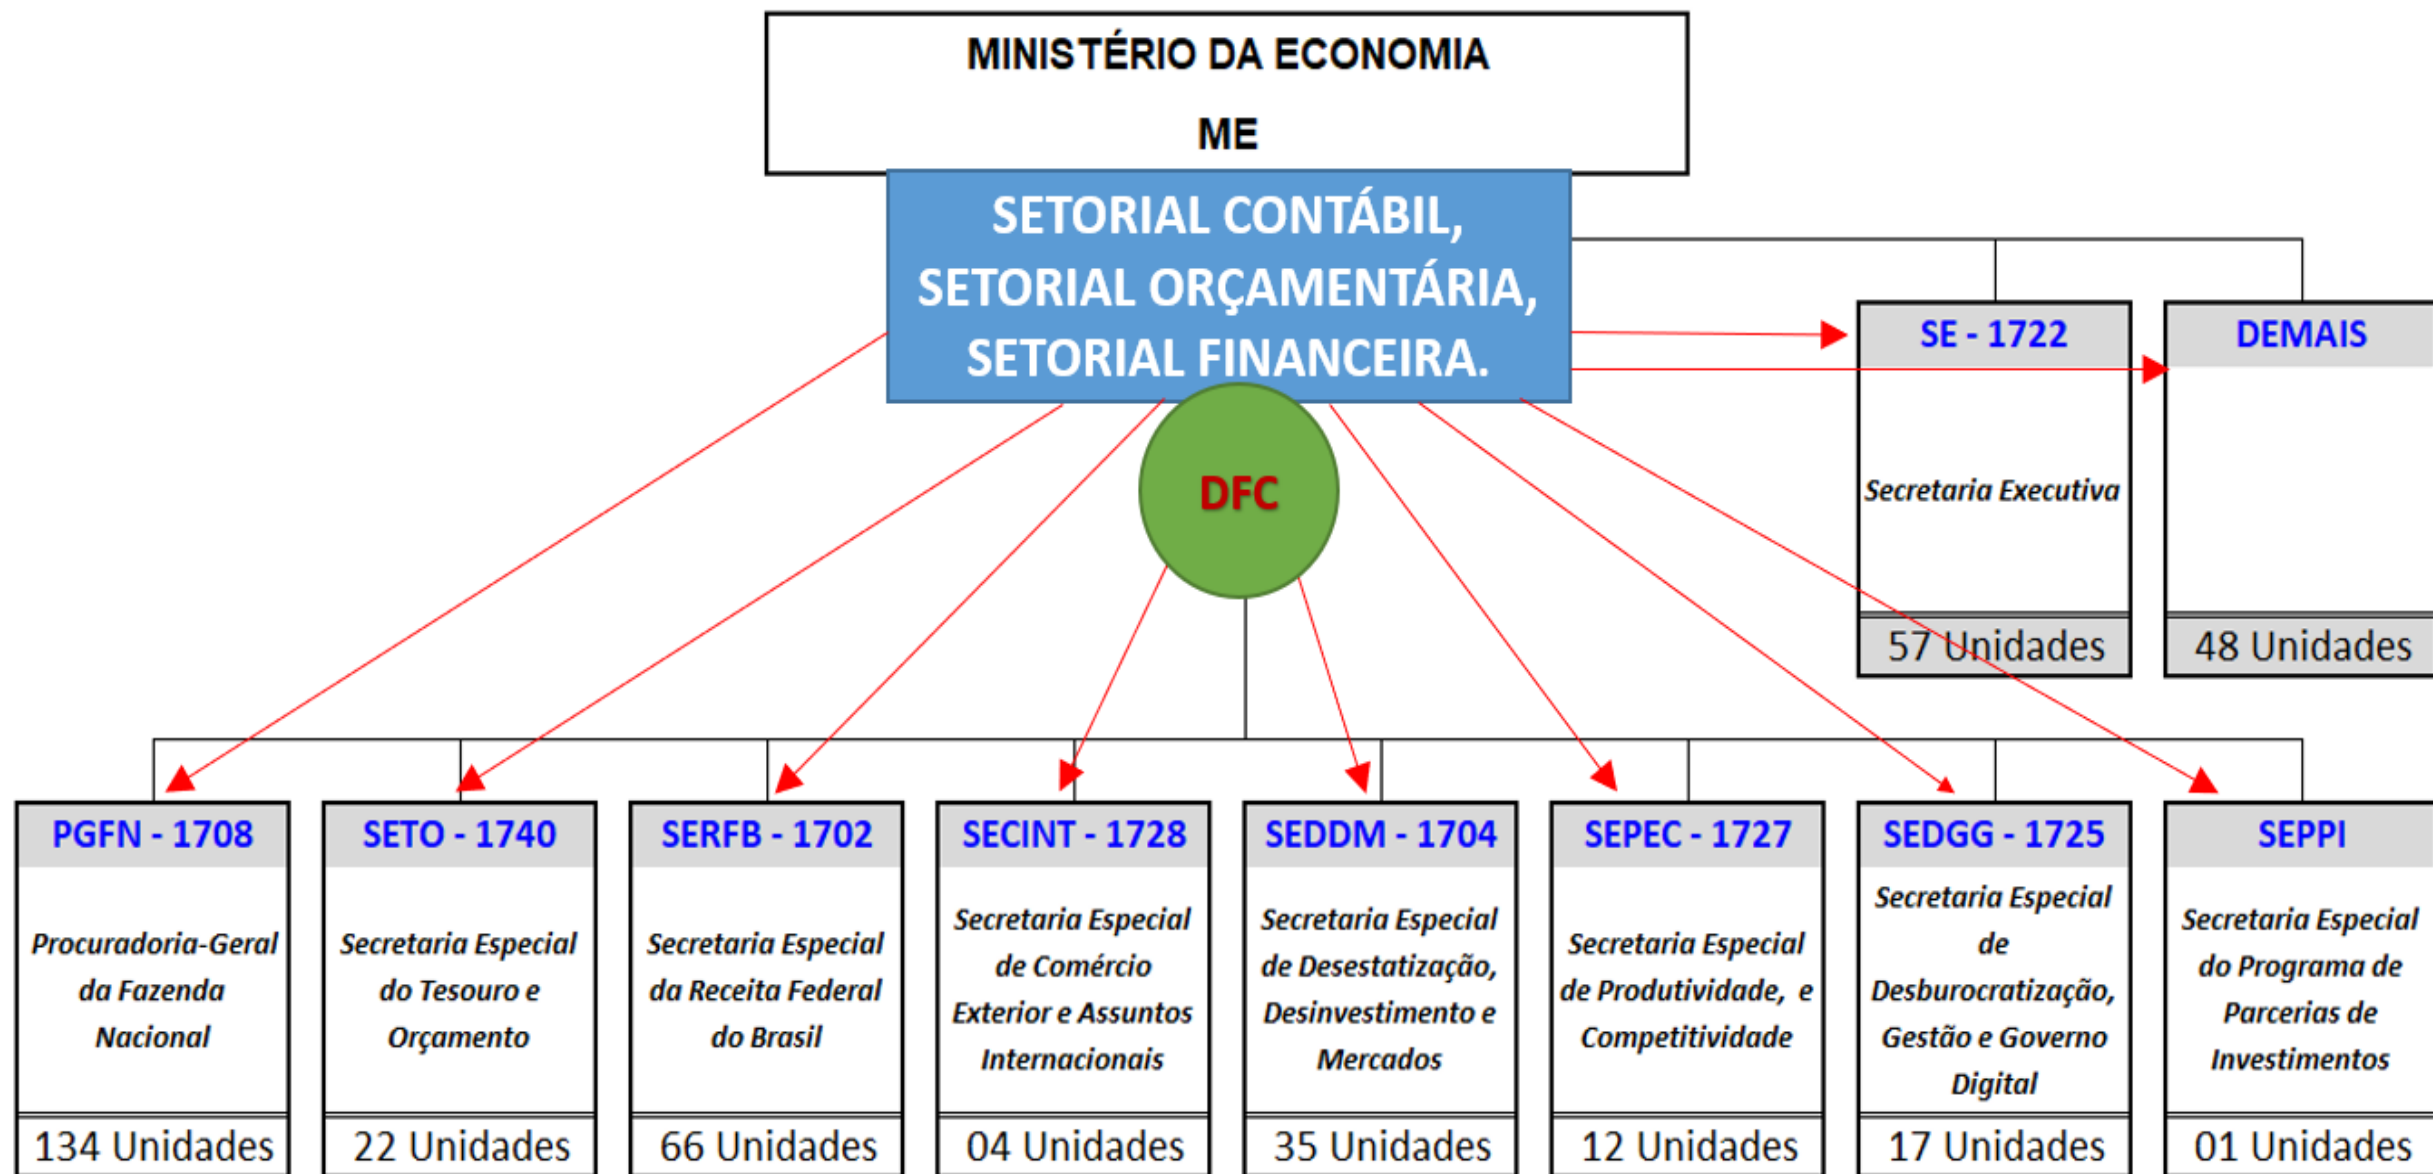 MINISTÉRIO DA ECONOMIA
ME
SETORIAL CONTÁBIL,
SETORIAL ORÇAMENTÁRIA,
SETORIAL FINANCEIRA.
DFC
SE - 1722
Secretaria Executiva
57 Unidades
DEMAIS
48 Unidades
PGFN - 1708
Procuradoria-Geral
da Fazenda
Nacional
134 Unidades
SETO - 1740
Secretaria Especial
do Tesouro e
Orçamento
22 Unidades
SERFB - 1702
Secretaria Especial
da Receita Federal
do Brasil
66 Unidades
SECINT - 1728
Secretaria Especial
de Comércio
Exterior e Assuntos
Internacionais
04 Unidades
SEDDM - 1704
Secretaria Especial
de Desestatização,
Desinvestimento e
Mercados
35 Unidades
SEPEC - 1727
Secretaria Especial
de Produtividade, e
Competitividade
12 Unidades
SEDGG - 1725
Secretaria Especial
de
Desburocratização,
Gestão e Governo
Digital
17 Unidades
SEPPI
Secretaria Especial
do Programa de
Parcerias de
Investimentos
01 Unidades